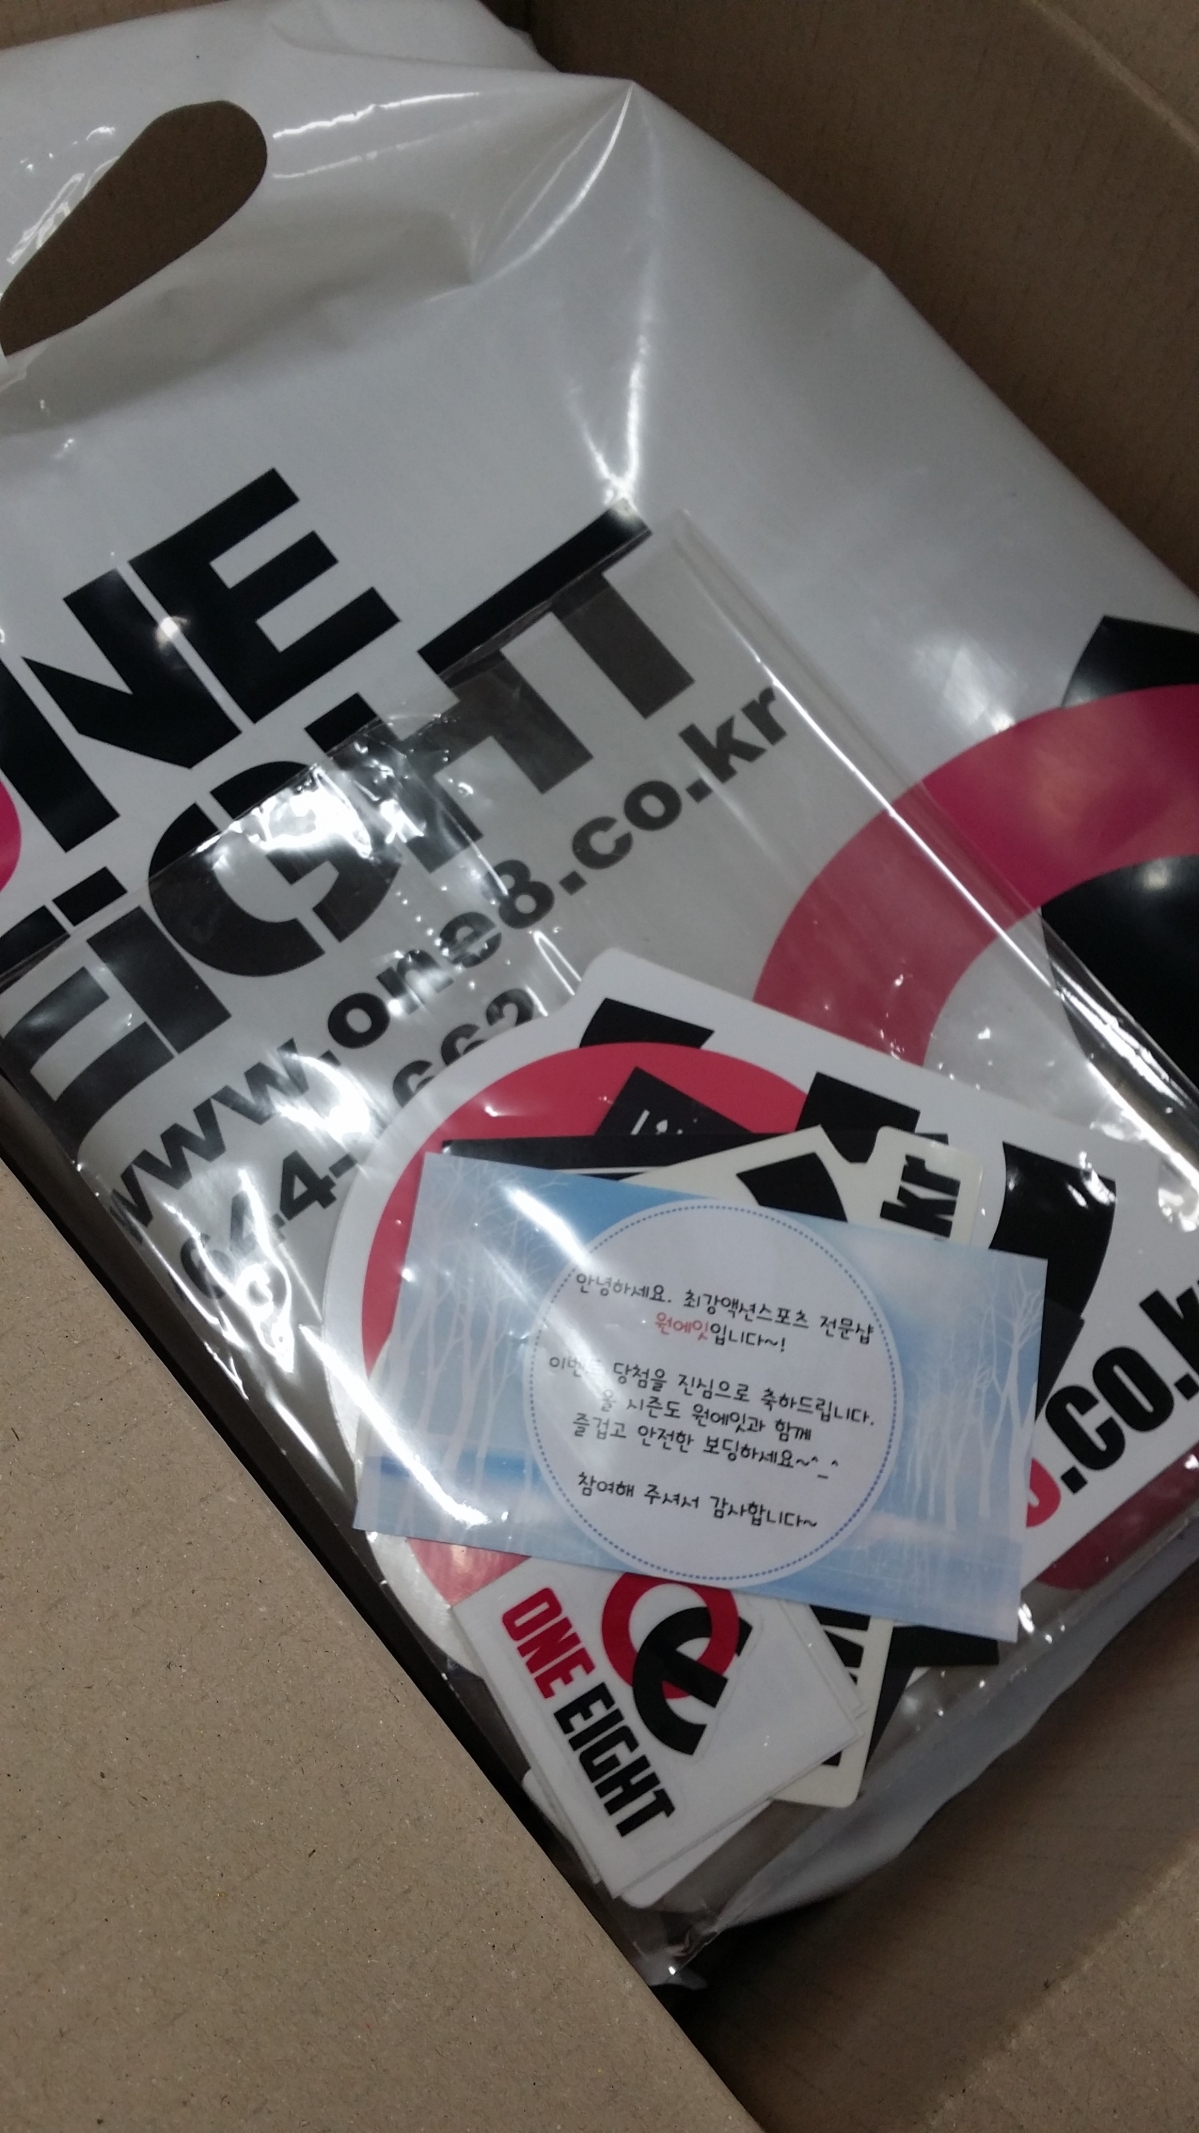 ONE
EIGHT
www.one8.co.kr
644-
662
kr
안녕하세요. 최강액션스포츠 전문샵
원에잇입니다~!
이벤트 당첨을 진심으로 축하드립니다.
올 시즌도 원에잇과 함께
즐겁고 안전한 보딩하세요~^_^
참여해 주셔서 감사합니다~
.co.k
ONE EIGHT